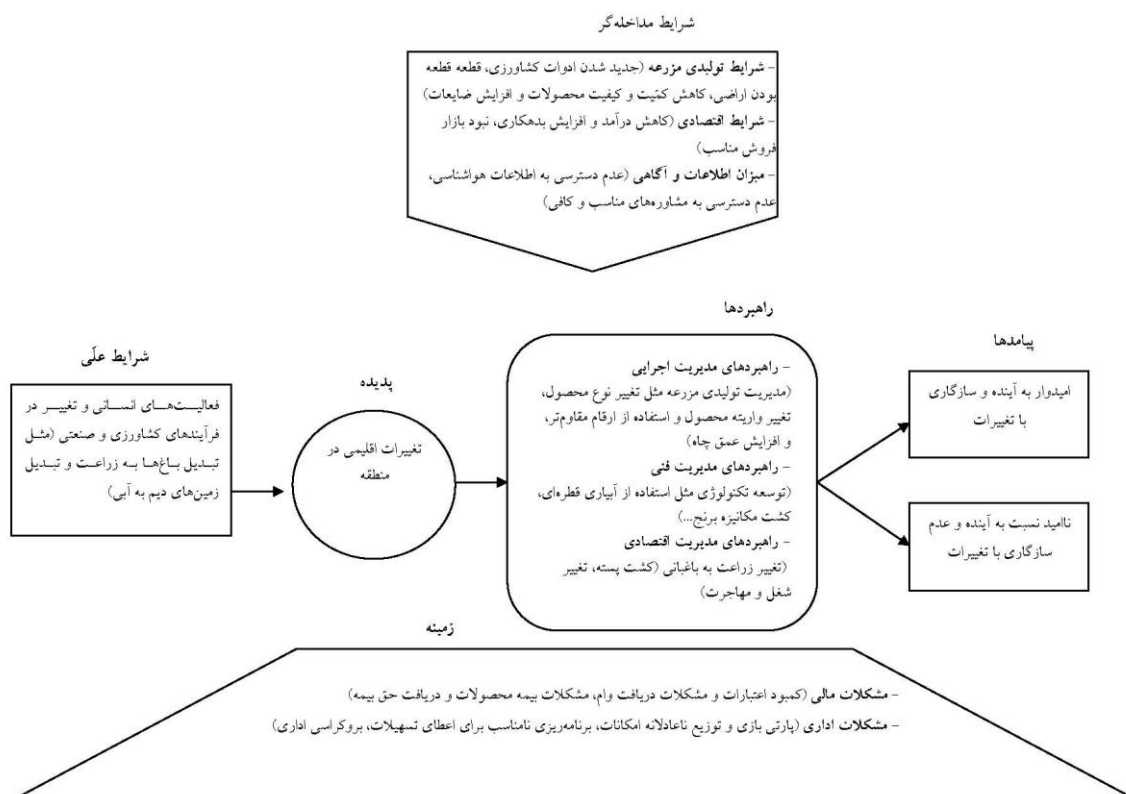 شرایط مداخله‌گر
- شرایط تولیدی مزرعه (جدید شدن ادوات کشاورزی، قطعه قطعه
بودن اراضی، کاهش کمّیت و کیفیت محصولات و افزایش ضایعات)
- شرایط اقتصادی (کاهش درآمد و افزایش بدهکاری، نبود بازار
فروش مناسب)
- میزان اطلاعات و آگاهی (عدم دسترسی به اطلاعات هواشناسی،
عدم دسترسی به مشاوره‌های مناسب و کافی)
شرایط علّی
فعالیت‌های انسانی و تغییر در
فرآیندهای کشاورزی و صنعتی (مثل
تبدیل باغ‌ها به زراعت و تبدیل
زمین‌های دیم به آبی)
پدیده
تغییرات اقلیمی در
منطقه
راهبردها
- راهبردهای مدیریت اجرایی
(مدیریت تولیدی مزرعه مثل تغییر نوع محصول،
تغییر واریته محصول و استفاده از ارقام مقاوم‌تر،
و افزایش عمق چاه)
- راهبردهای مدیریت فنی
(توسعه تکنولوژی مثل استفاده از آبیاری قطره‌ای،
کشت مکانیزه برنج...)
- راهبردهای مدیریت اقتصادی
(تغییر زراعت به باغبانی (کشت پسته، تغییر
شغل و مهاجرت)
پیامدها
امیدوار به آینده و سازگاری
با تغییرات
ناامید نسبت به آینده و عدم
سازگاری با تغییرات
زمینه
- مشکلات مالی (کمبود اعتبارات و مشکلات دریافت وام، مشکلات بیمه محصولات و دریافت حق بیمه)
- مشکلات اداری (پارتی بازی و توزیع ناعادلانه امکانات، برنامه‌ریزی نامناسب برای اعطای تسهیلات، بروکراسی اداری)